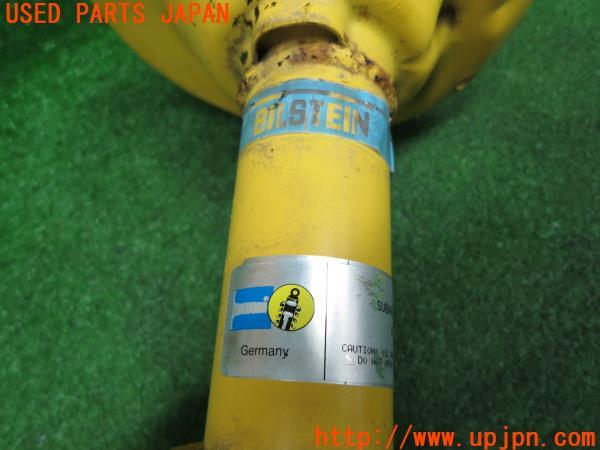 USED PARTS JAPAN
BILSTEIN
Germany
CAUTION!
DO NOT
http://www.upjpn.com